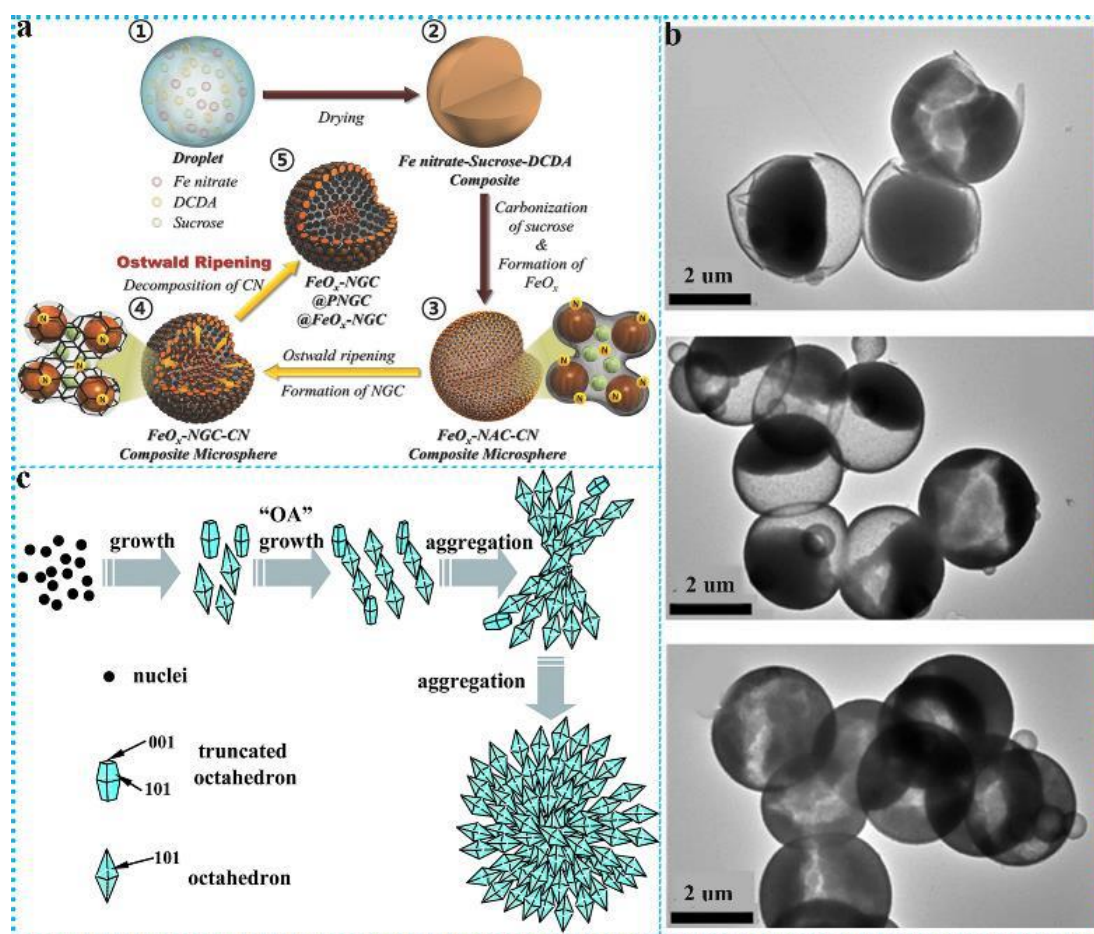 a
①
Droplet
Fe nitrate
DCDA
Sucrose
Drying
②
Fe nitrate-Sucrose-DCDA
Composite
Carbonization
of sucrose
&
Formation of
FeOₓ
③
N
N
N
N
N
FeOₓ-NAC-CN
Composite Microsphere
Ostwald ripening
Formation of NGC
④
N
N
N
N
N
FeOₓ-NGC-CN
Composite Microsphere
Ostwald Ripening
Decomposition of CN
⑤
FeOₓ-NGC
@PNGC
@FeOₓ-NGC
b
2 um
2 um
2 um
c
growth
“OA”
growth
aggregation
aggregation
nuclei
001
101
truncated
octahedron
101
octahedron